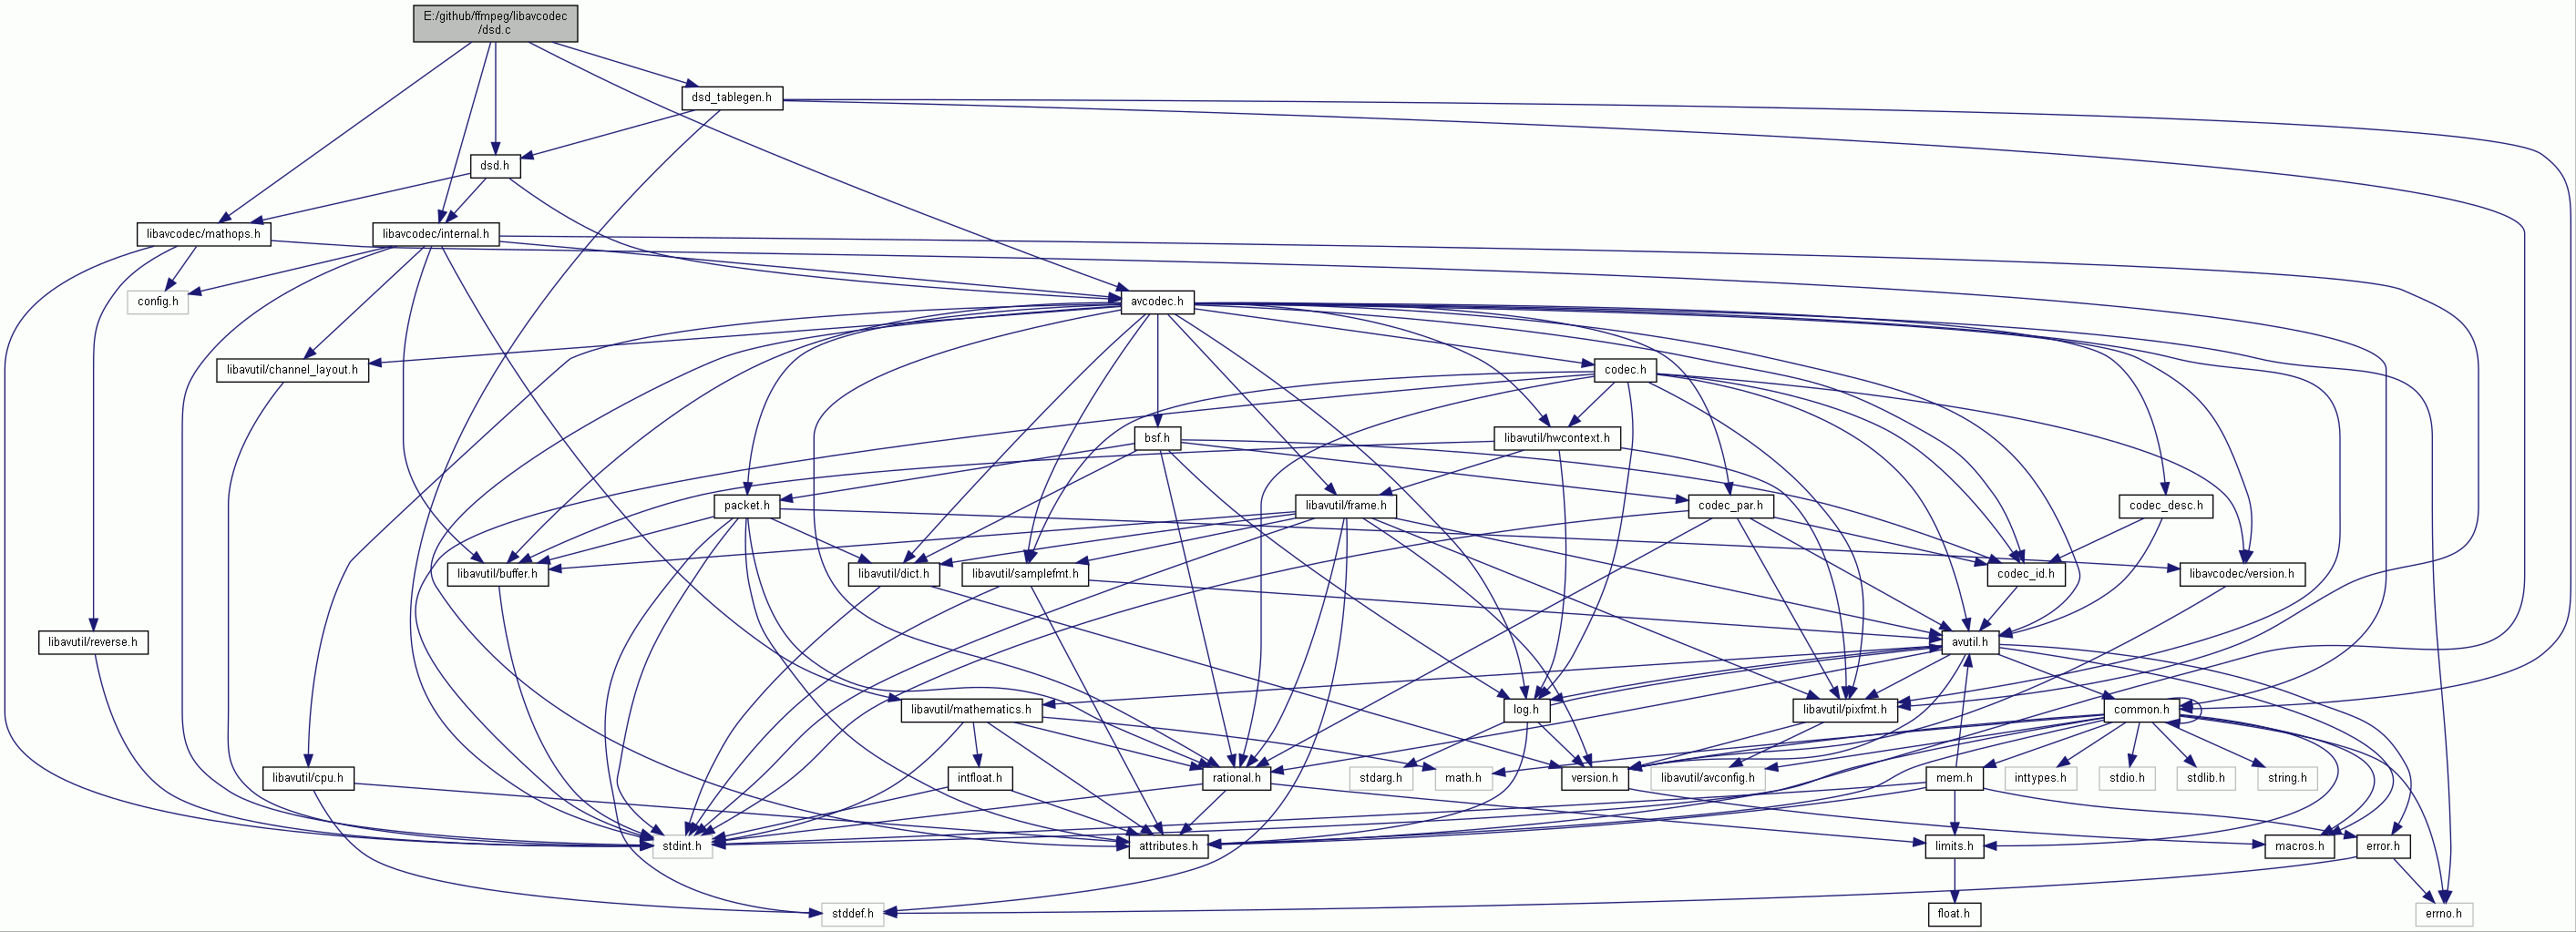 E:/github/ffmpeg/libavcodec
/dsd.c
dsd_tablegen.h
dsd.h
libavcodec/mathops.h
libavcodec/internal.h
config.h
avcodec.h
libavutil/channel_layout.h
codec.h
bsf.h
libavutil/hwcontext.h
packet.h
libavutil/frame.h
codec_par.h
codec_desc.h
libavutil/buffer.h
libavutil/dict.h
libavutil/samplefmt.h
codec_id.h
libavcodec/version.h
libavutil/reverse.h
avutil.h
libavutil/mathematics.h
log.h
libavutil/pixfmt.h
common.h
libavutil/cpu.h
intfloat.h
rational.h
stdarg.h
math.h
version.h
libavutil/avconfig.h
mem.h
inttypes.h
stdio.h
stdlib.h
string.h
stdint.h
attributes.h
limits.h
macros.h
error.h
stddef.h
float.h
errno.h